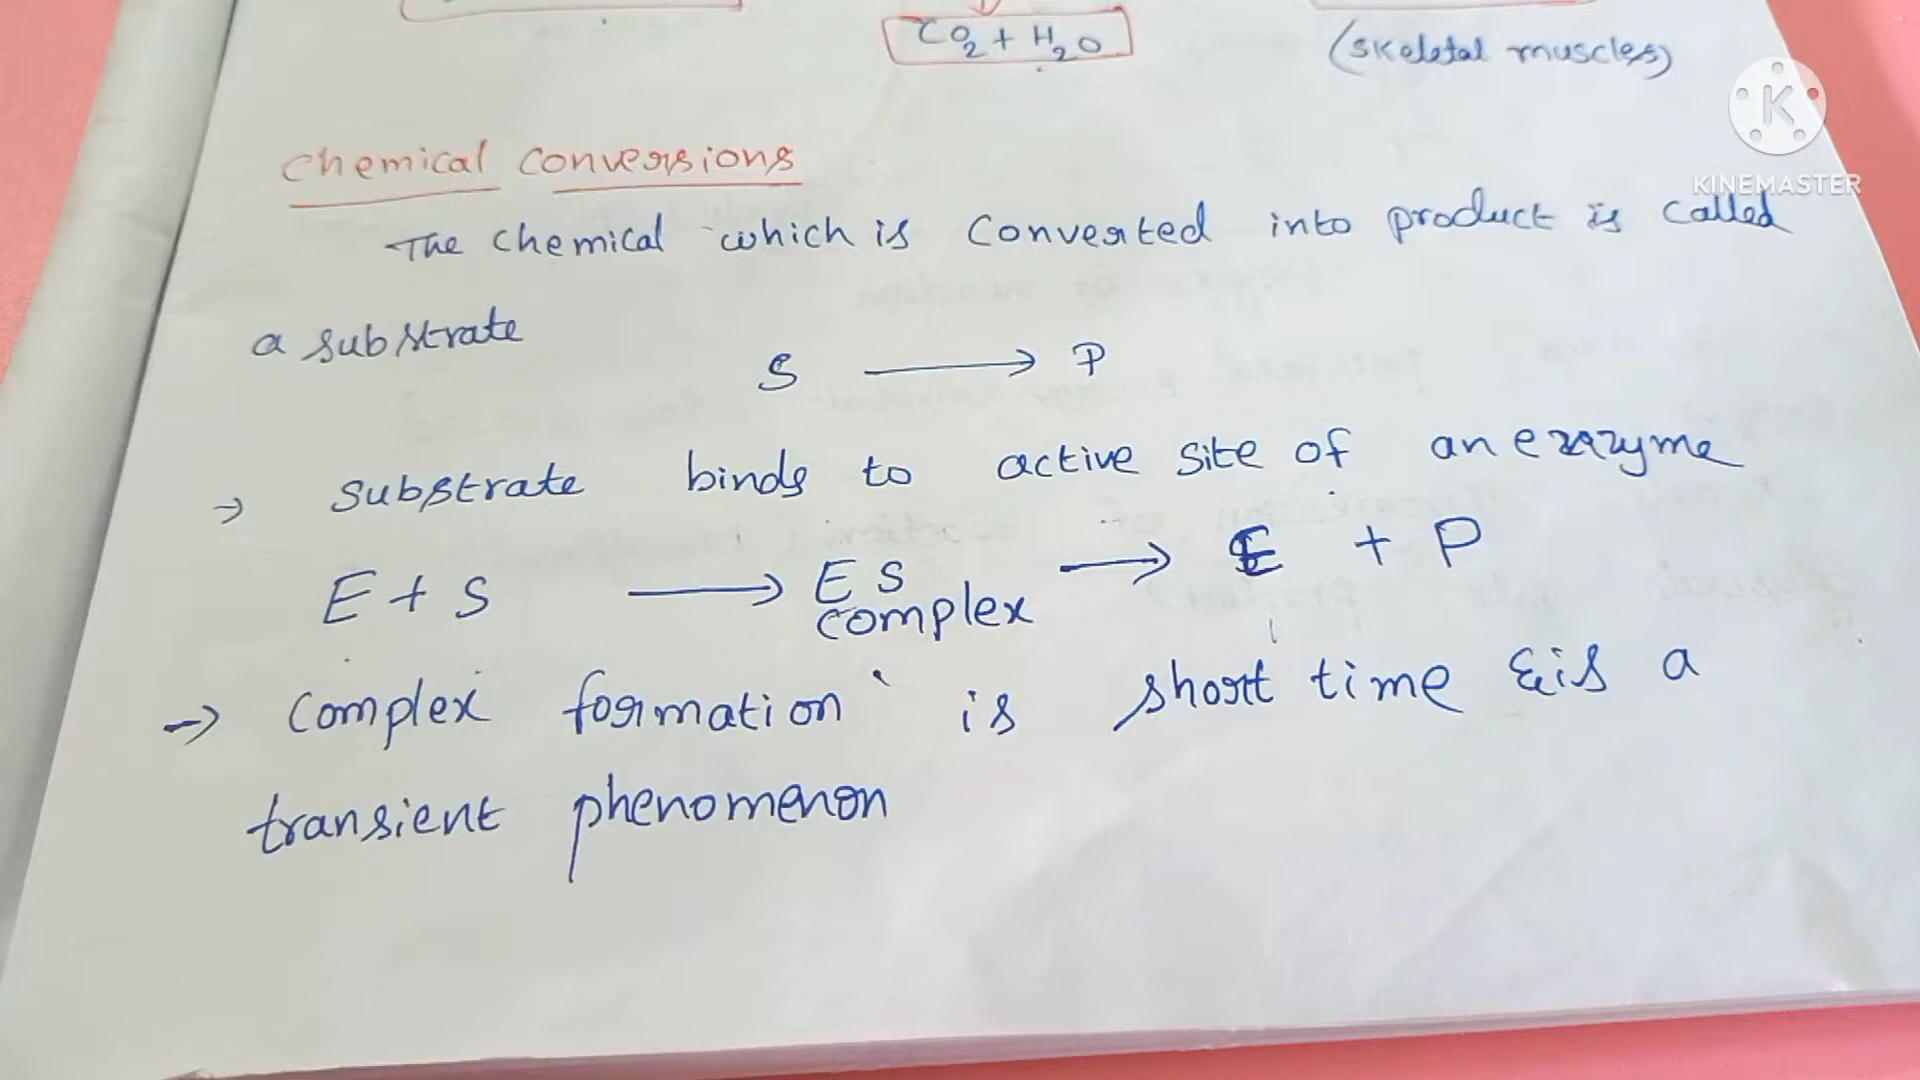 CO2 + H2O
(skeletal muscles)
KINEMASTER
Chemical Conversions
The chemical which is converted into product is called
a substrate
S → P
→ substrate binds to active site of an enzyme
E + S → ES complex → E + P
→ Complex formation is short time & is a
transient phenomenon